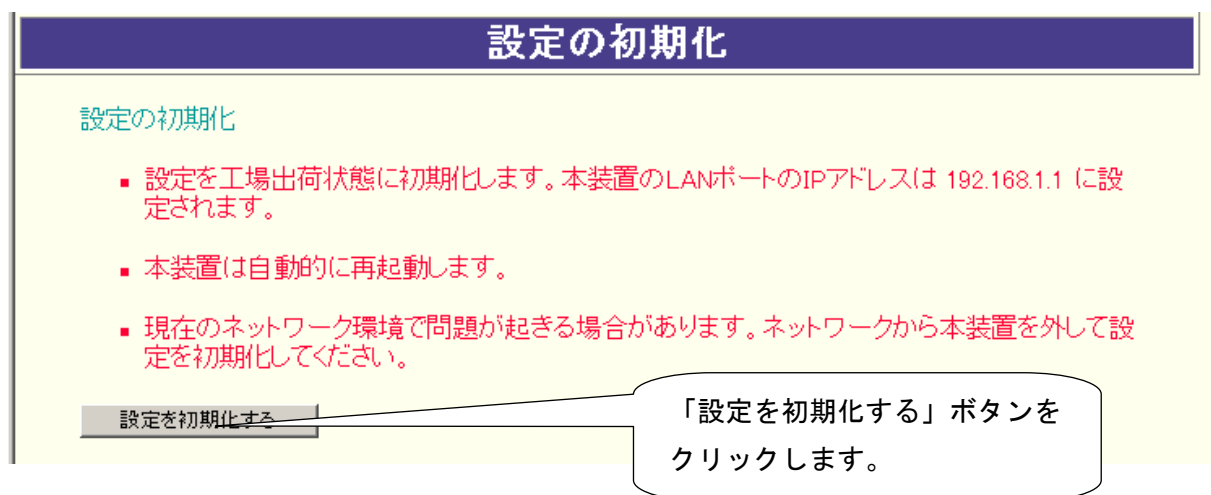 設定の初期化
設定の初期化
設定を工場出荷状態に初期化します。本装置のLANポートのIPアドレスは 192.168.1.1 に設
定されます。
本装置は自動的に再起動します。
現在のネットワーク環境で問題が起きる場合があります。ネットワークから本装置を外して設
定を初期化してください。
設定を初期化する
「設定を初期化する」ボタンを
クリックします。